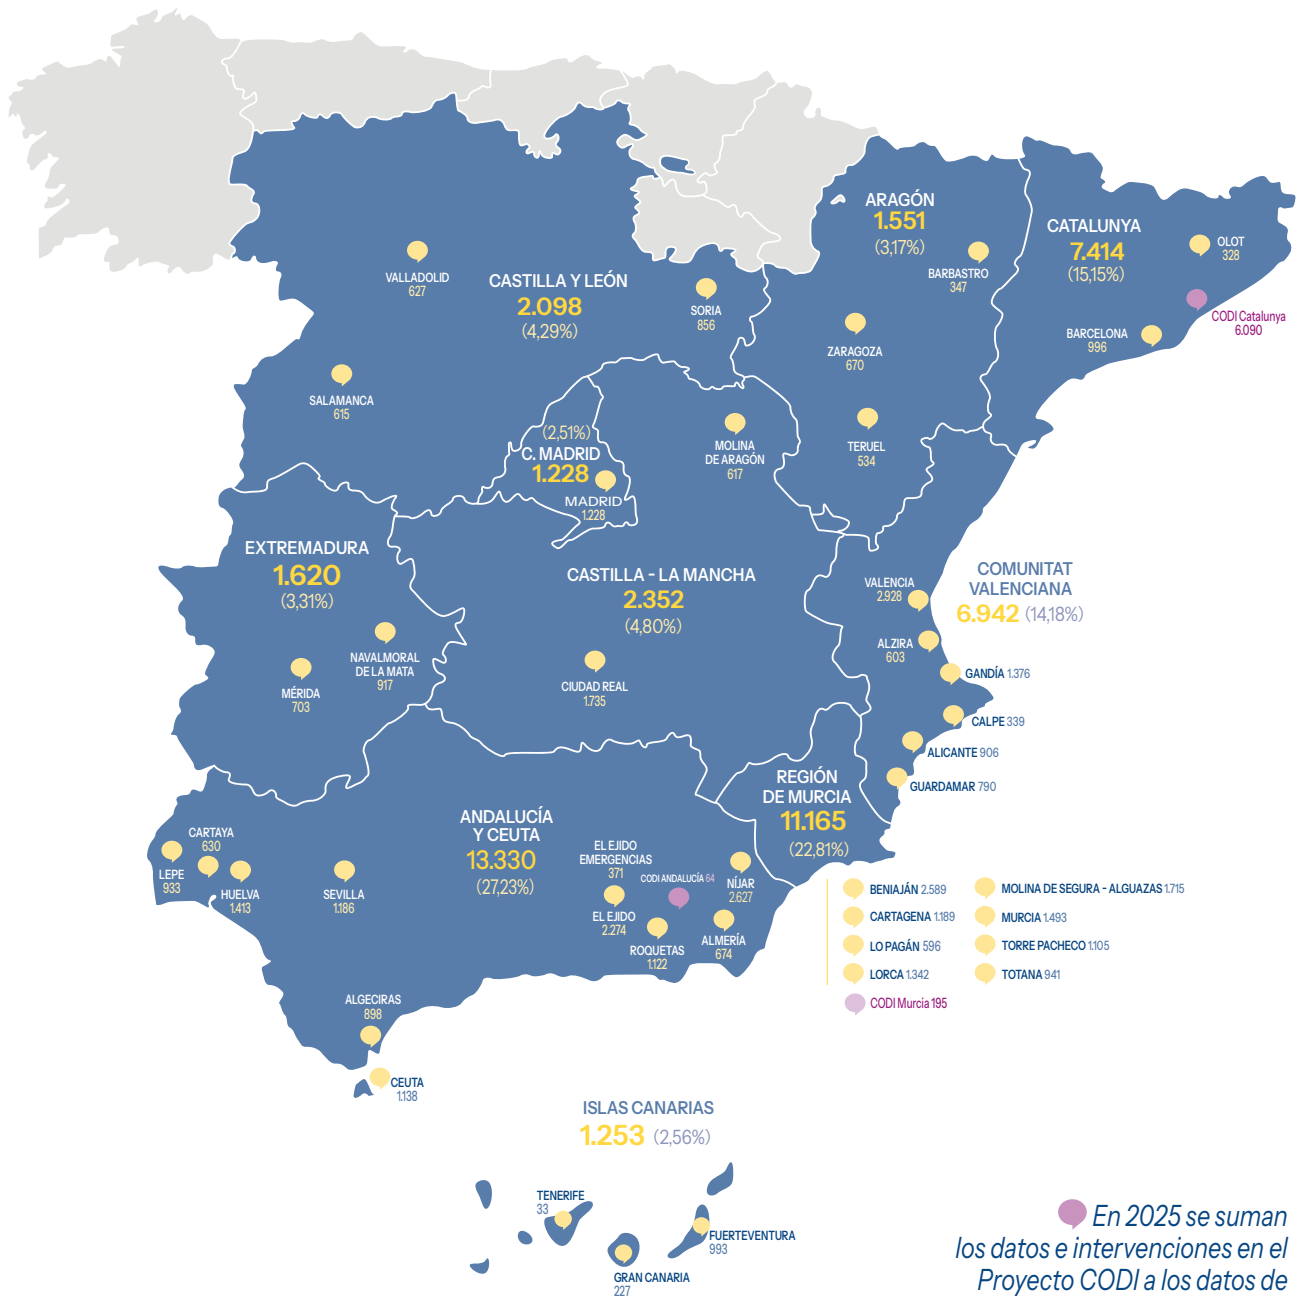 ARAGÓN
1.551
(3,17%)
BARBASTRO
347
ZARAGOZA
670
TERUEL
534
CATALUNYA
7.414
(15,15%)
OLOT
328
CODI Catalunya
6.090
BARCELONA
996
VALLADOLID
627
CASTILLA Y LEÓN
2.098
(4,29%)
SORIA
856
SALAMANCA
615
(2,51%)
C. MADRID
1.228
MADRID
1.228
MOLINA
DE ARAGÓN
617
EXTREMADURA
1.620
(3,31%)
NAVALMORAL
DE LA MATA
917
MÉRIDA
703
CASTILLA - LA MANCHA
2.352
(4,80%)
CIUDAD REAL
1.735
COMUNITAT
VALENCIANA
6.942 (14,18%)
VALENCIA
2.928
ALZIRA
603
GANDÍA 1.376
CALPE 339
ALICANTE 906
GUARDAMAR 790
REGIÓN
DE MURCIA
11.165
(22,81%)
BENIAJÁN 2.589
CARTAGENA 1.189
LO PAGÁN 596
LORCA 1.342
CODI Murcia 195
MOLINA DE SEGURA - ALGUAZAS 1.715
MURCIA 1.493
TORRE PACHECO 1.105
TOTANA 941
ANDALUCÍA
Y CEUTA
13.330
(27,23%)
CARTAYA
630
LEPE
933
HUELVA
1.413
SEVILLA
1.186
EL EJIDO
EMERGENCIAS
371
CODI ANDALUCÍA 64
NÍJAR
2.627
EL EJIDO
2.274
ROQUETAS
1.122
ALMERÍA
674
ALGECIRAS
898
CEUTA
1.138
ISLAS CANARIAS
1.253 (2,56%)
TENERIFE
33
FUERTEVENTURA
993
GRAN CANARIA
227
En 2025 se suman
los datos e intervenciones en el
Proyecto CODI a los datos de